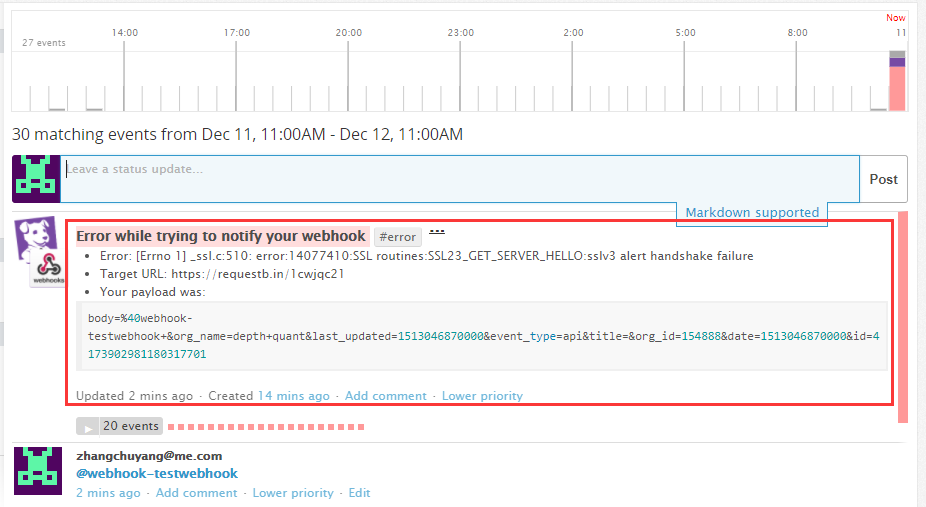 Now
14:00 17:00 20:00 23:00 2:00 5:00 8:00 11
27 events
30 matching events from Dec 11, 11:00AM - Dec 12, 11:00AM
Leave a status update...
Post
Markdown supported
Error while trying to notify your webhook #error ...
webhooks
• Error: [Errno 1] _ssl.c:510: error:14077410:SSL routines:SSL23_GET_SERVER_HELLO:sslv3 alert handshake failure
• Target URL: https://requestb.in/1cwjqc21
• Your payload was:
body=%40webhook-
testwebhook+&org_name=depth+quant&last_updated=1513046870000&event_type=api&title=&org_id=154888&date=1513046870000&id=4
173902981180317701
Updated 2 mins ago · Created 14 mins ago · Add comment · Lower priority
20 events
zhangchuyang@me.com
@webhook-testwebhook
2 mins ago · Add comment · Lower priority · Edit